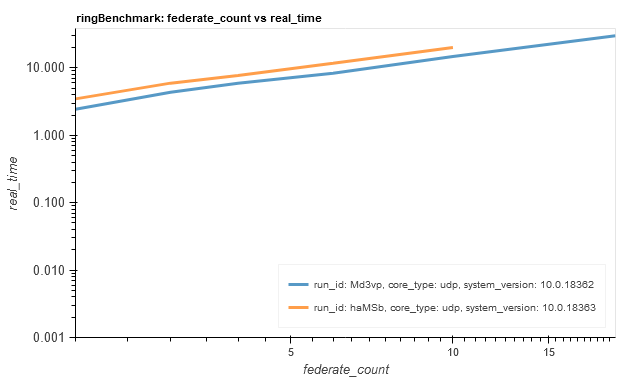 ringBenchmark: federate_count vs real_time
real_time
10.000
1.000
0.100
0.010
0.001
5
10
15
federate_count
run_id: Md3vp, core_type: udp, system_version: 10.0.18362
run_id: haMSb, core_type: udp, system_version: 10.0.18363